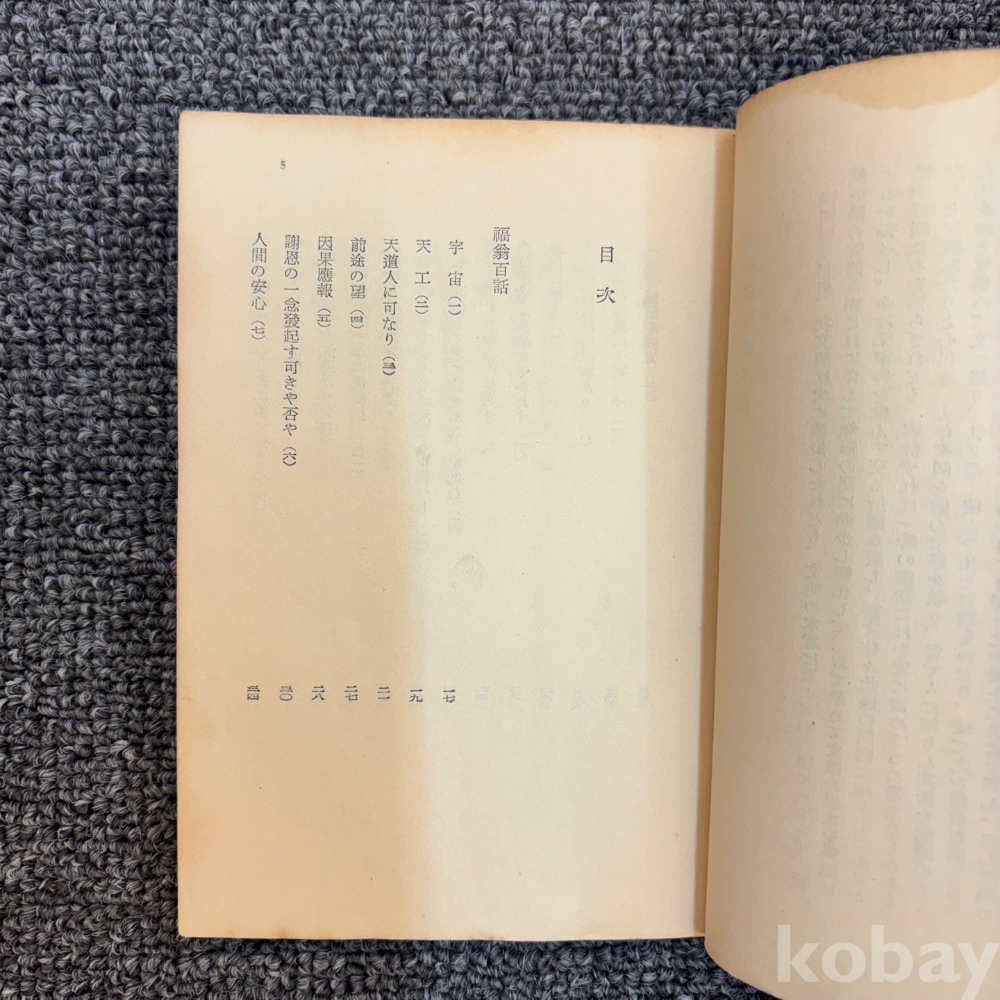 目次
福翁百話
宇宙（一） 一七
天工（二） 一九
天道人に可なり（三） 二一
前途の望（四） 二七
因果應報（五） 二八
謝恩の一念發起す可きや否や（六） 三〇
人間の安心（七） 三四
5
kobay